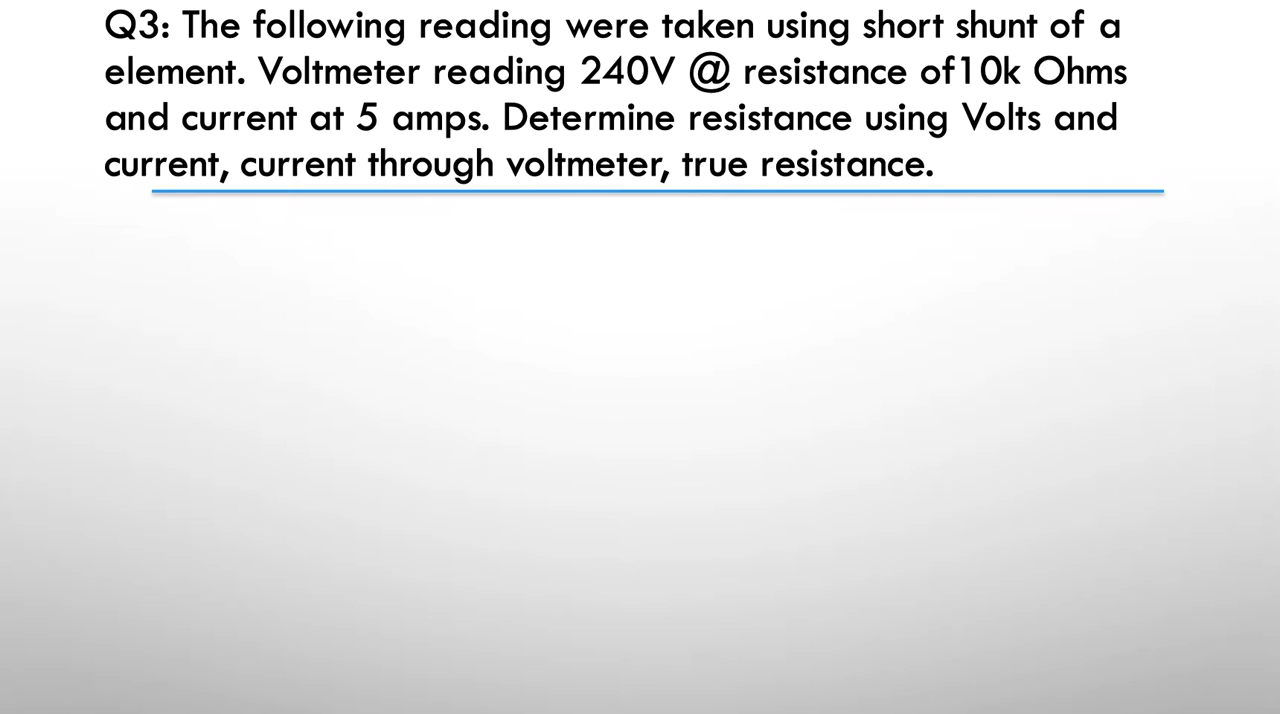 Q3: The following reading were taken using short shunt of a
element. Voltmeter reading 240V @ resistance of10k Ohms
and current at 5 amps. Determine resistance using Volts and
current, current through voltmeter, true resistance.